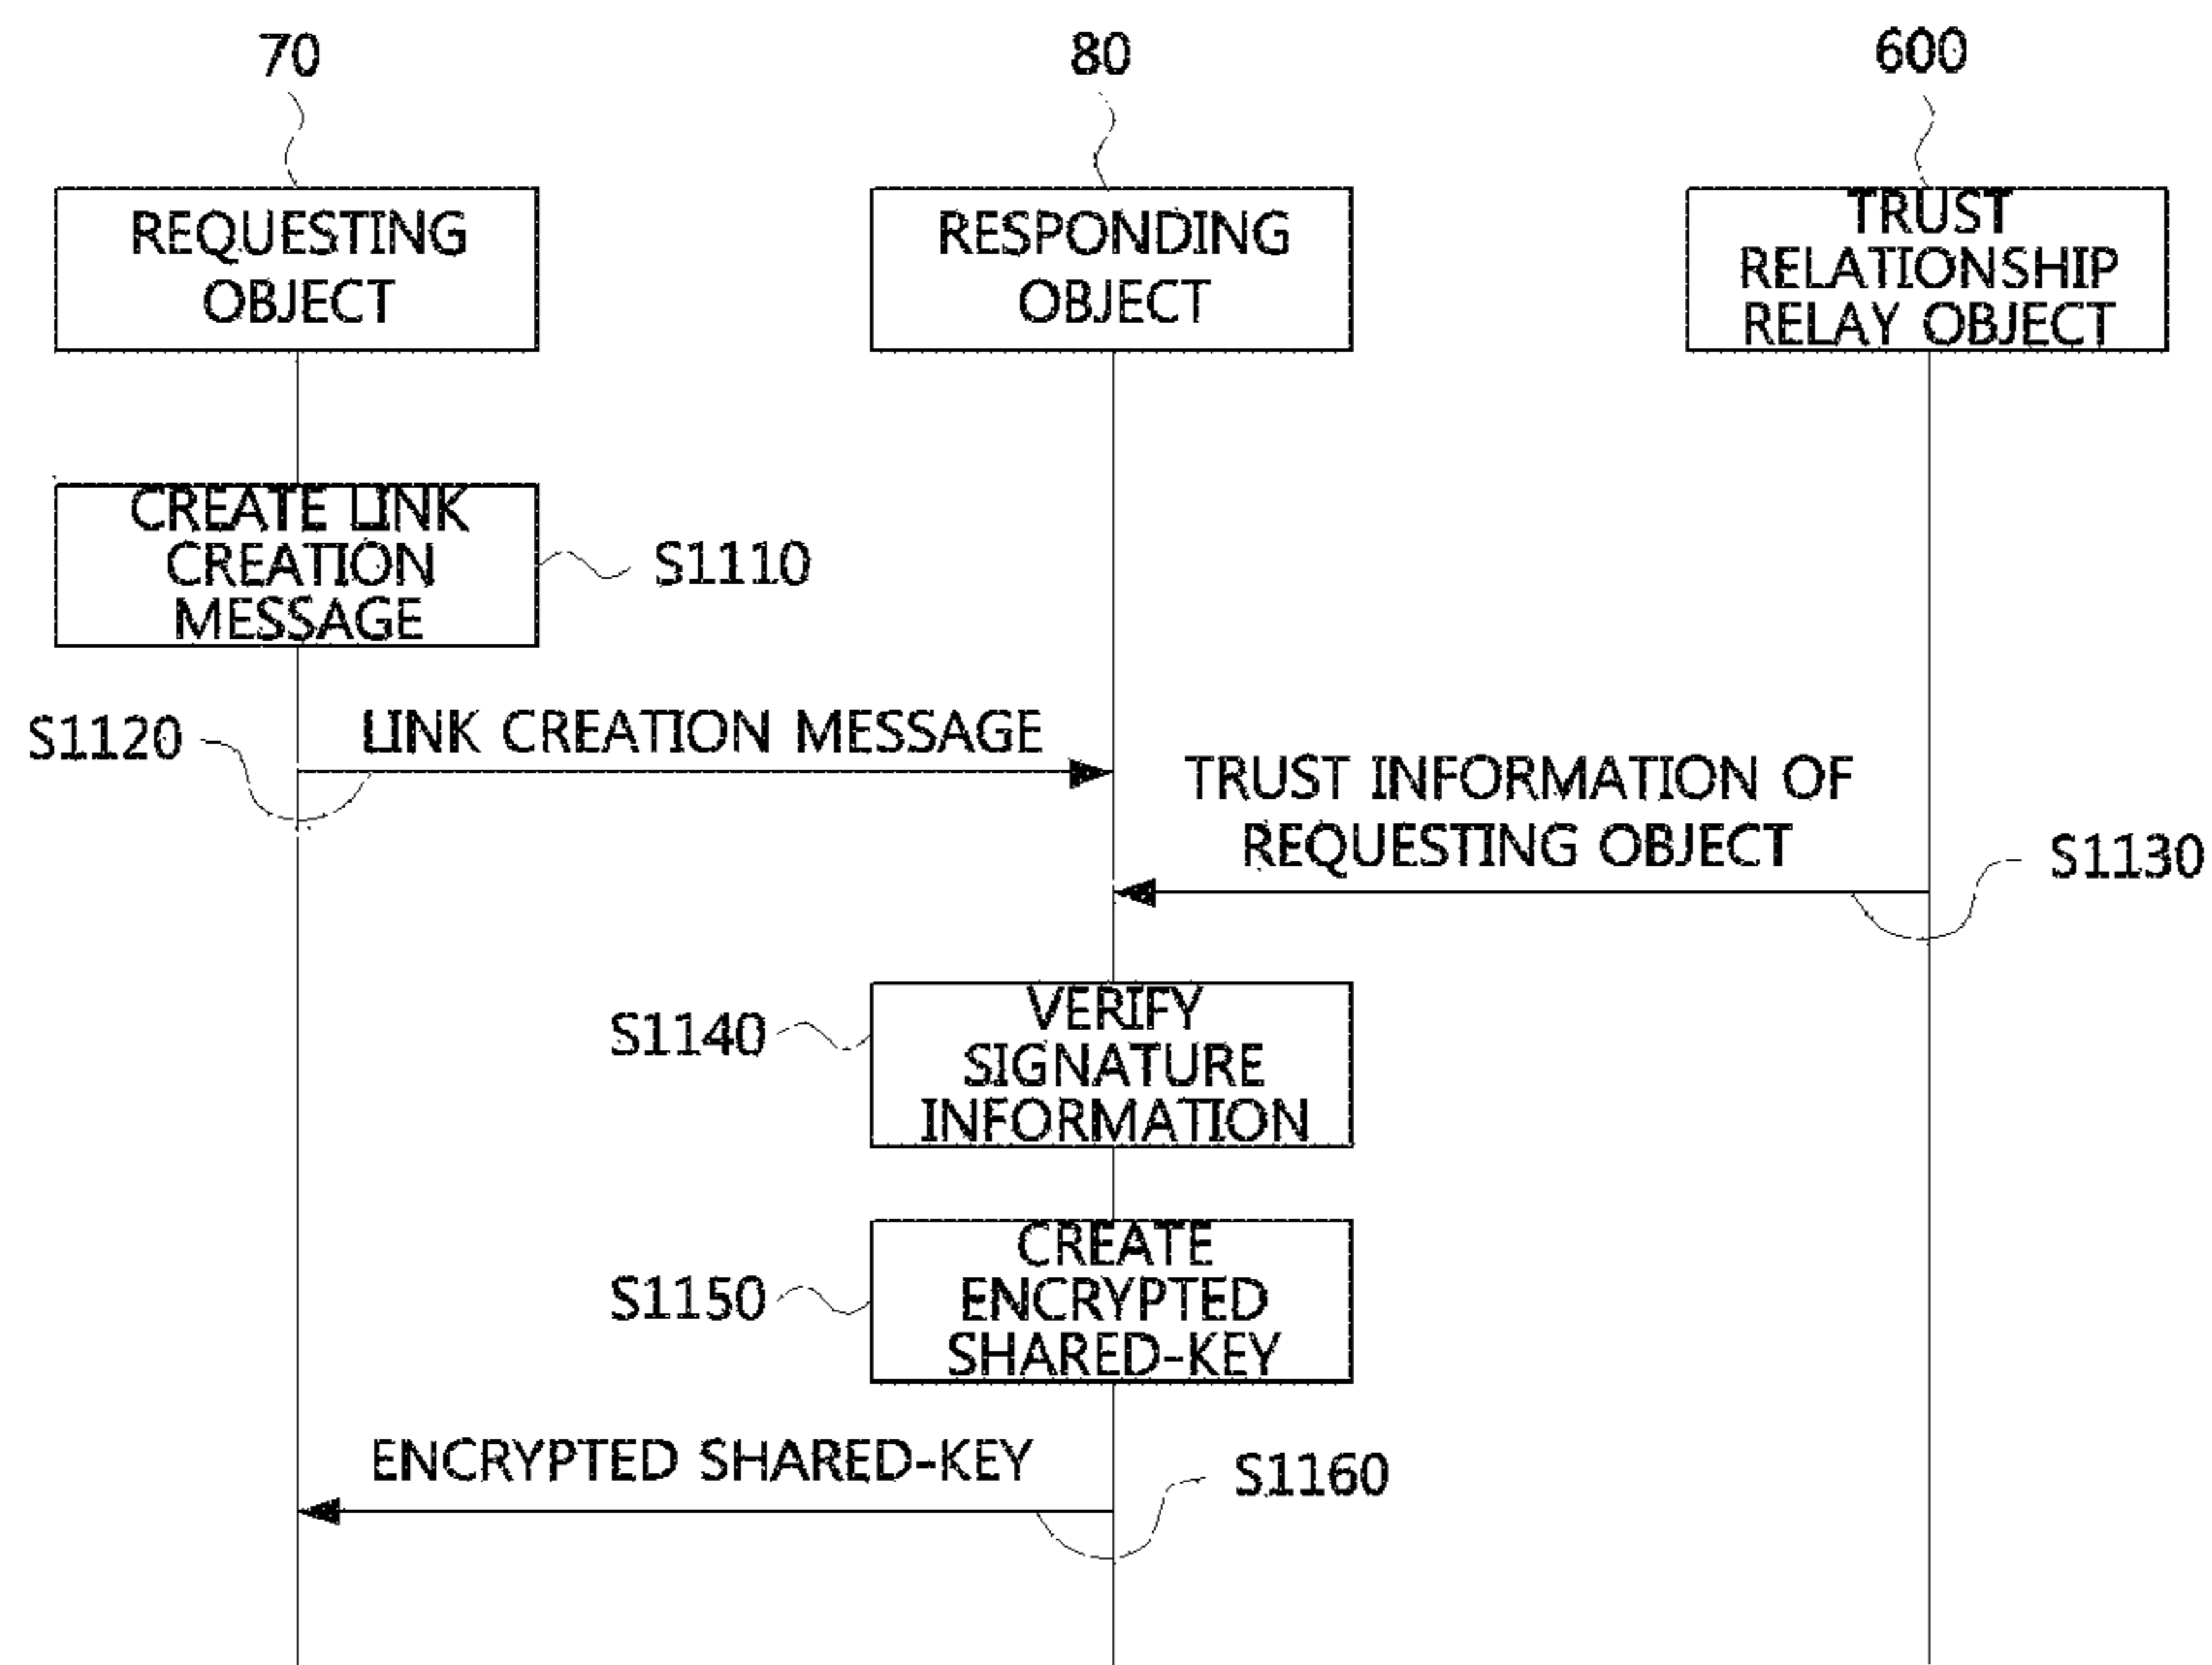 70
80
600
REQUESTING
OBJECT
RESPONDING
OBJECT
TRUST
RELATIONSHIP
RELAY OBJECT
CREATE LINK
CREATION
MESSAGE
S1110
S1120
LINK CREATION MESSAGE
TRUST INFORMATION OF
REQUESTING OBJECT
S1130
S1140
VERIFY
SIGNATURE
INFORMATION
S1150
CREATE
ENCRYPTED
SHARED-KEY
ENCRYPTED SHARED-KEY
S1160